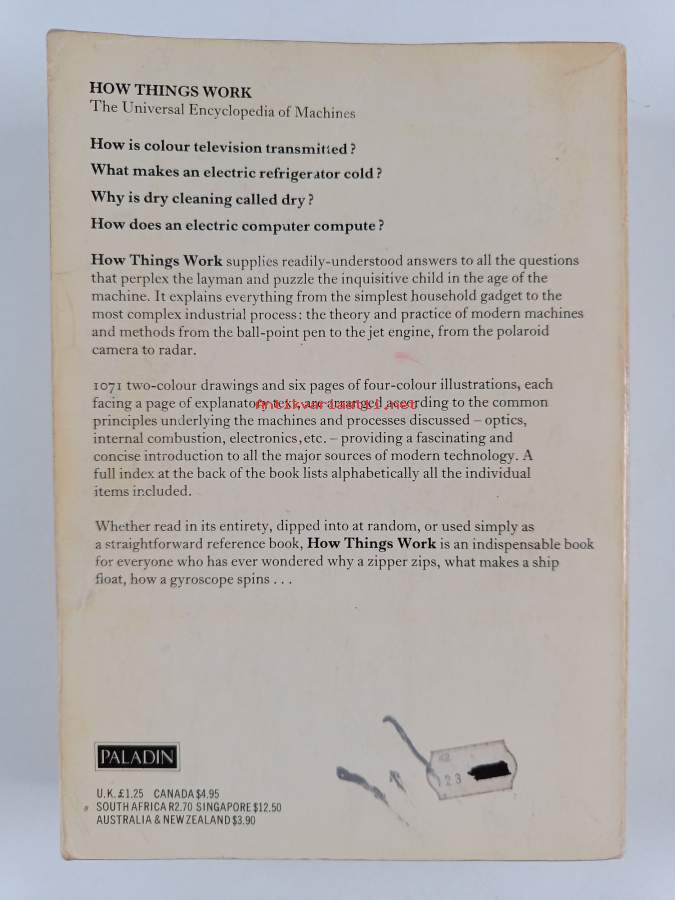 HOW THINGS WORK
The Universal Encyclopedia of Machines
How is colour television transmitted?
What makes an electric refrigerator cold?
Why is dry cleaning called dry?
How does an electric computer compute?
How Things Work supplies readily-understood answers to all the questions
that perplex the layman and puzzle the inquisitive child in the age of the
machine. It explains everything from the simplest household gadget to the
most complex industrial process: the theory and practice of modern machines
and methods from the ball-point pen to the jet engine, from the polaroid
camera to radar.
1071 two-colour drawings and six pages of four-colour illustrations, each
facing a page of explanatory text, are arranged according to the common
principles underlying the machines and processes discussed – optics,
internal combustion, electronics, etc. – providing a fascinating and
concise introduction to all the major sources of modern technology. A
full index at the back of the book lists alphabetically all the individual
items included.
Whether read in its entirety, dipped into at random, or used simply as
a straightforward reference book, How Things Work is an indispensable book
for everyone who has ever wondered why a zipper zips, what makes a ship
float, how a gyroscope spins . . .
PALADIN
U.K. £1.25 CANADA $4.95
SOUTH AFRICA R2.70 SINGAPORE $12.50
AUSTRALIA & NEW ZEALAND $3.90
123